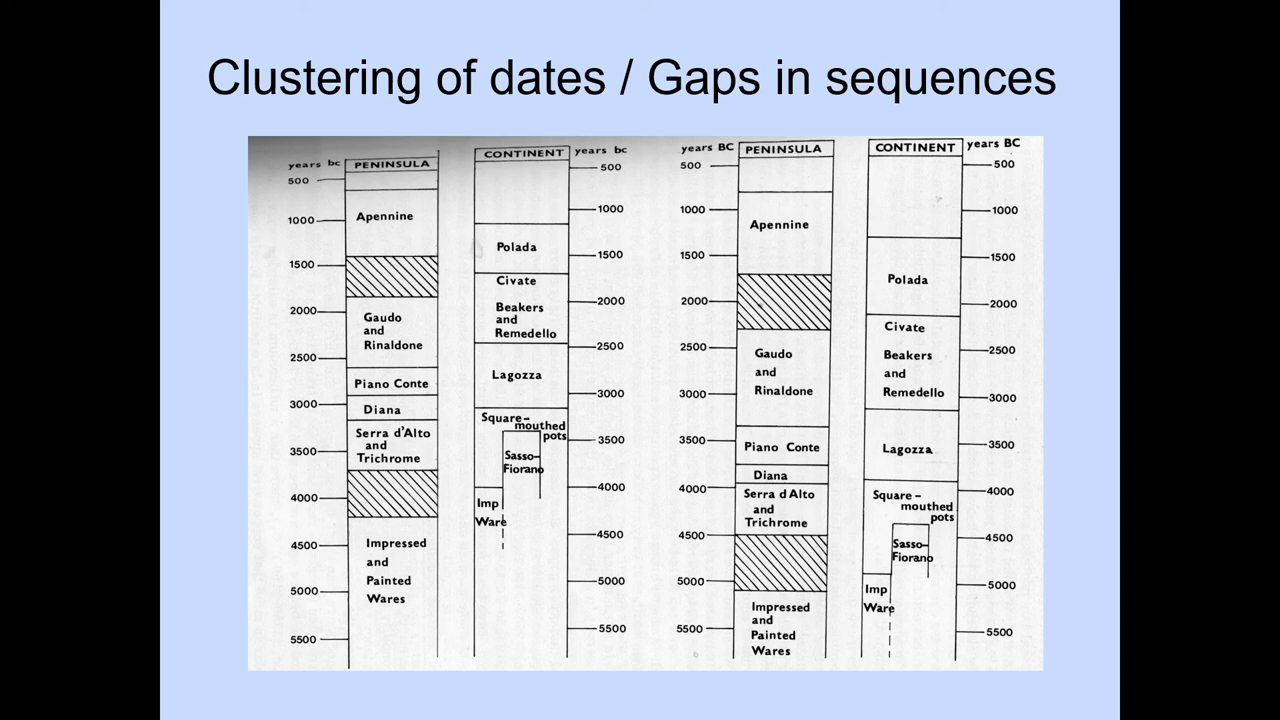 Clustering of dates / Gaps in sequences
years bc
PENINSULA
500
1000
1500
2000
2500
3000
3500
4000
4500
5000
5500
Apennine
Gaudo
and
Rinaldone
Piano Conte
Diana
Serra d'Alto
and
Trichrome
Impressed
and
Painted
Wares
CONTINENT
years bc
Polada
Civate
Beakers
and
Remedello
Lagozza
Square-
mouthed
pots
Sasso-
Fiorano
Imp
Ware
500
1000
1500
2000
2500
3000
3500
4000
4500
5000
5500
years BC
PENINSULA
500
1000
1500
2000
2500
3000
3500
4000
4500
5000
5500
Apennine
Gaudo
and
Rinaldone
Piano Conte
Diana
Serra d Alto
and
Trichrome
Impressed
and
Painted
Wares
CONTINENT
years BC
Polada
Civate
Beakers
and
Remedello
Lagozza
Square-
mouthed
pots
Sasso-
Fiorano
Imp
Ware
500
1000
1500
2000
2500
3000
3500
4000
4500
5000
5500